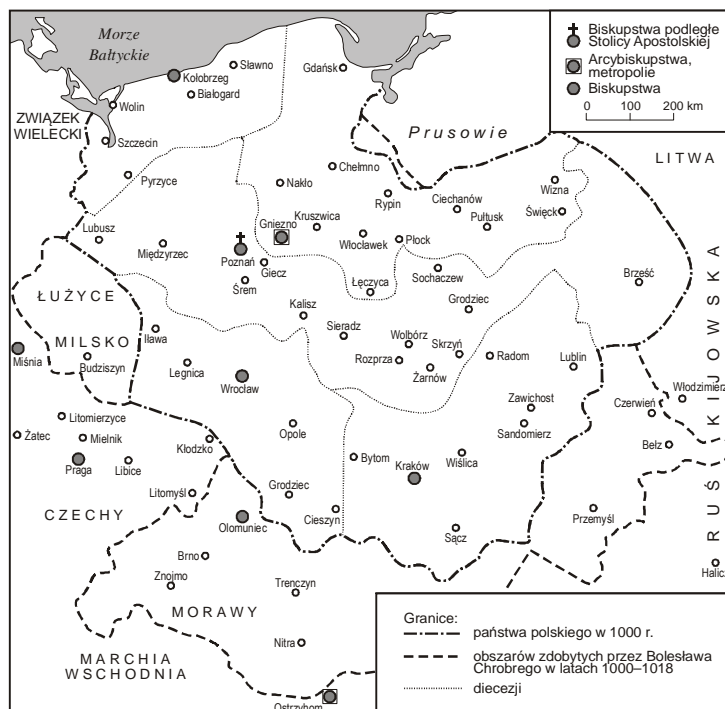 Morze
Bałtyckie
Sławno
Gdańsk
Kołobrzeg
Białogard
Wolin
ZWIĄZEK
WIELECKI
Szczecin
Pyrzyce
Biskupstwa podległe
Stolicy Apostolskiej
Arcybiskupstwa,
metropolie
Biskupstwa
0 100 200 km
Prusowie
LITWA
Chełmno
Nakło
Rypin
Ciechanów
Wizna
Gniezno
Kruszwica
Pułtusk
Święck
Lubusz
Międzyrzec
Włocławek
Płock
Poznań
Giecz
Sochaczew
Śrem
Łęczyca
Brześć
ŁUŻYCE
Kalisz
Grodziec
MILSKO
Iława
Sieradz
Wolbórz
Skrzyń
Radom
Lublin
Miśnia
Budziszyn
Legnica
Wrocław
Rozprza
Żarnów
Włodzimierz
Zawichost
Czerwień
Litomierzyce
Opole
Sandomierz
Żatec
Mielnik
Kłodzko
Bełz
Praga
Libice
Bytom
Kraków
Wiślica
RUŚ KIJOWSKA
Litomyśl
Grodziec
CZECHY
Olomuniec
Cieszyn
Przemyśl
Sącz
Brno
Halicz
Znojmo
Trenczyn
MORAWY
Nitra
MARCHIA
WSCHODNIA
Ostrzyhom
Granice:
państwa polskiego w 1000 r.
obszarów zdobytych przez Bolesława
Chrobrego w latach 1000–1018
diecezji